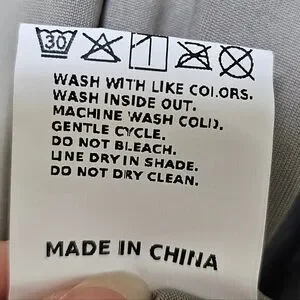 30
WASH WITH LIKE COLORS.
WASH INSIDE OUT.
MACHINE WASH COLD.
GENTLE CYCLE.
DO NOT BLEACH.
LINE DRY IN SHADE.
DO NOT DRY CLEAN.
MADE IN CHINA